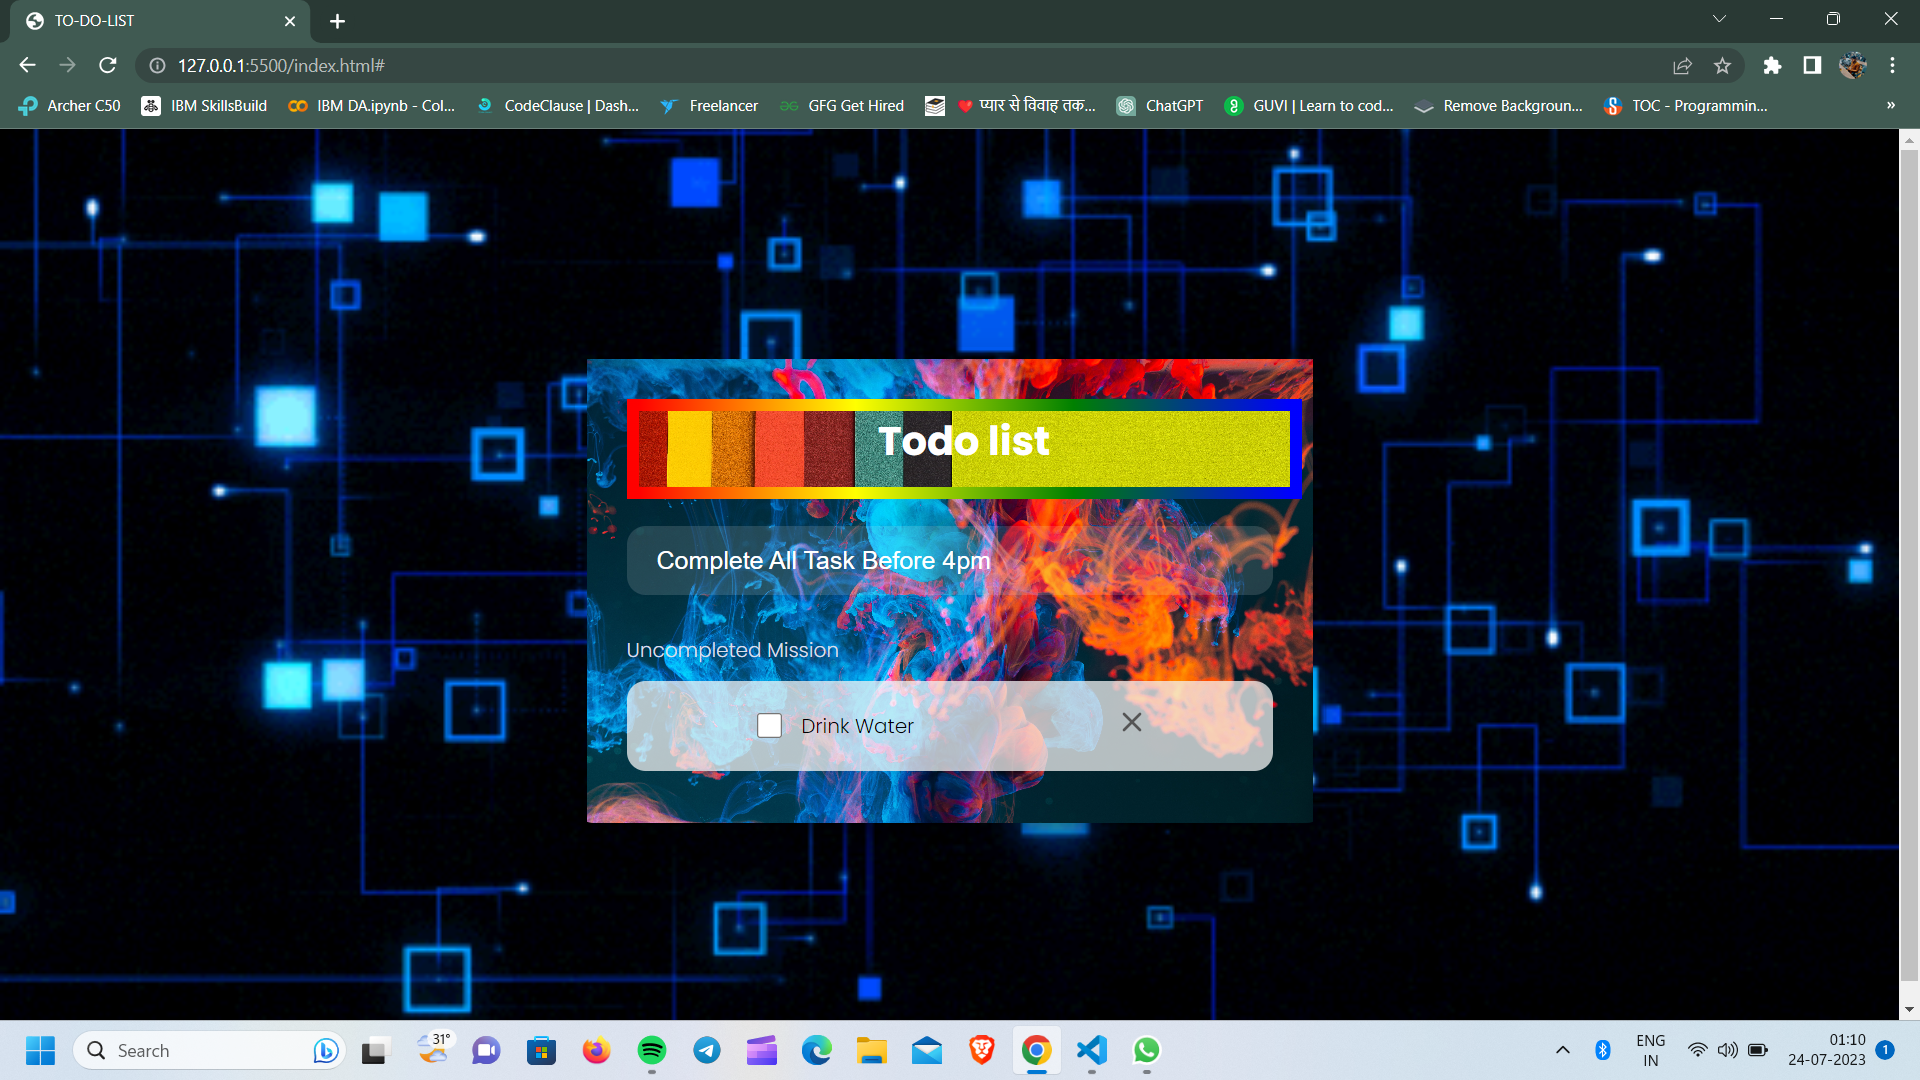 TO-DO-LIST
127.0.0.1:5500/index.html#
Archer C50
IBM SkillsBuild
IBM DA.ipynb - Col...
CodeClause | Dash...
Freelancer
GFG Get Hired
प्यार से विवाह तक...
ChatGPT
GUVI | Learn to cod...
Remove Backgroun...
TOC - Programmin...
»
Todo list
Complete All Task Before 4pm
Uncompleted Mission
Drink Water
Search
31°
ENG
IN
01:10
24-07-2023
1